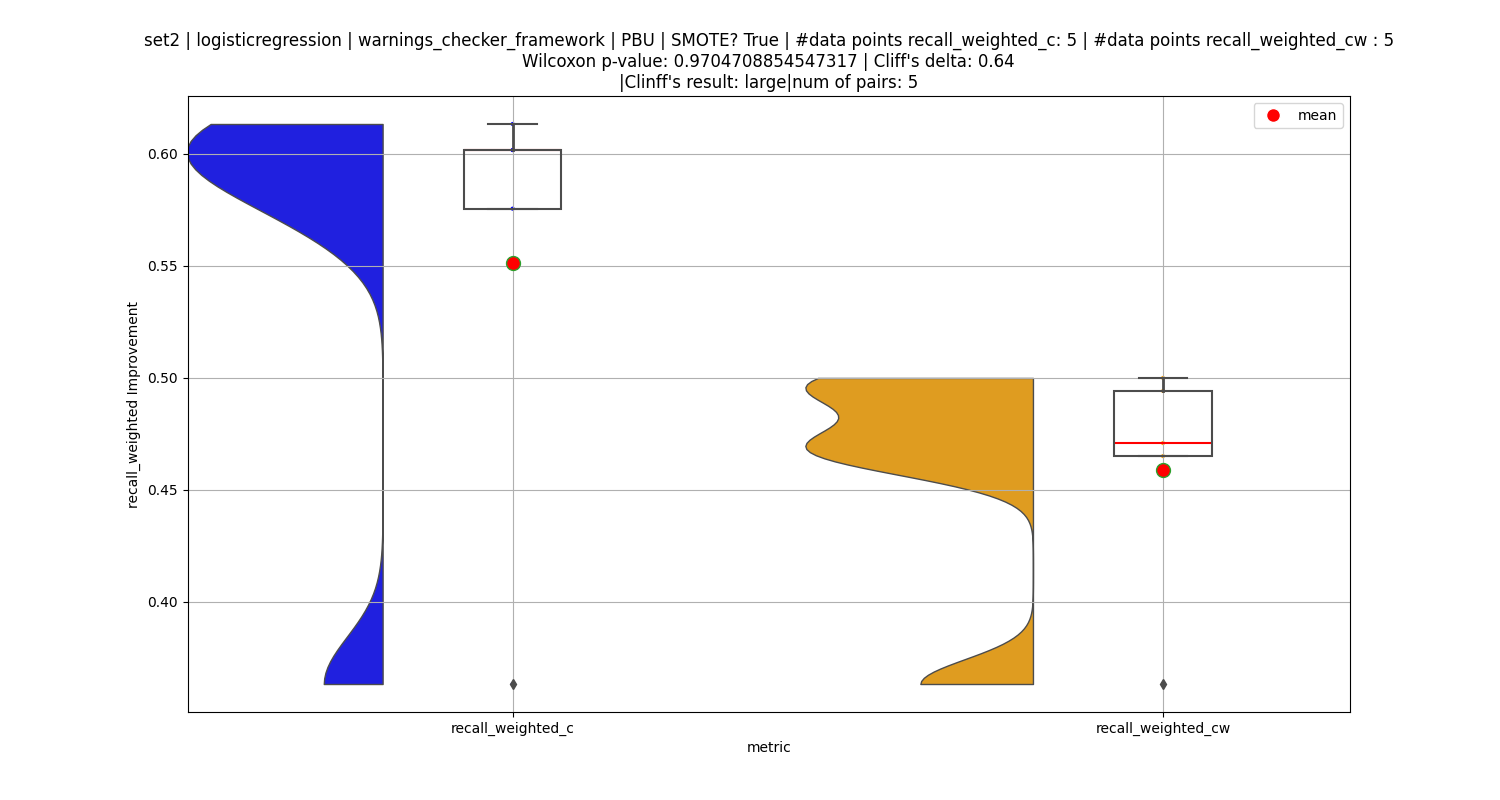 set2 | logisticregression | warnings_checker_framework | PBU | SMOTE? True | #data points recall_weighted_c: 5 | #data points recall_weighted_cw : 5
Wilcoxon p-value: 0.9704708854547317 | Cliff's delta: 0.64
|Clinff's result: large|num of pairs: 5
mean
0.60
0.55
0.50
0.45
0.40
recall_weighted Improvement
recall_weighted_c
recall_weighted_cw
metric